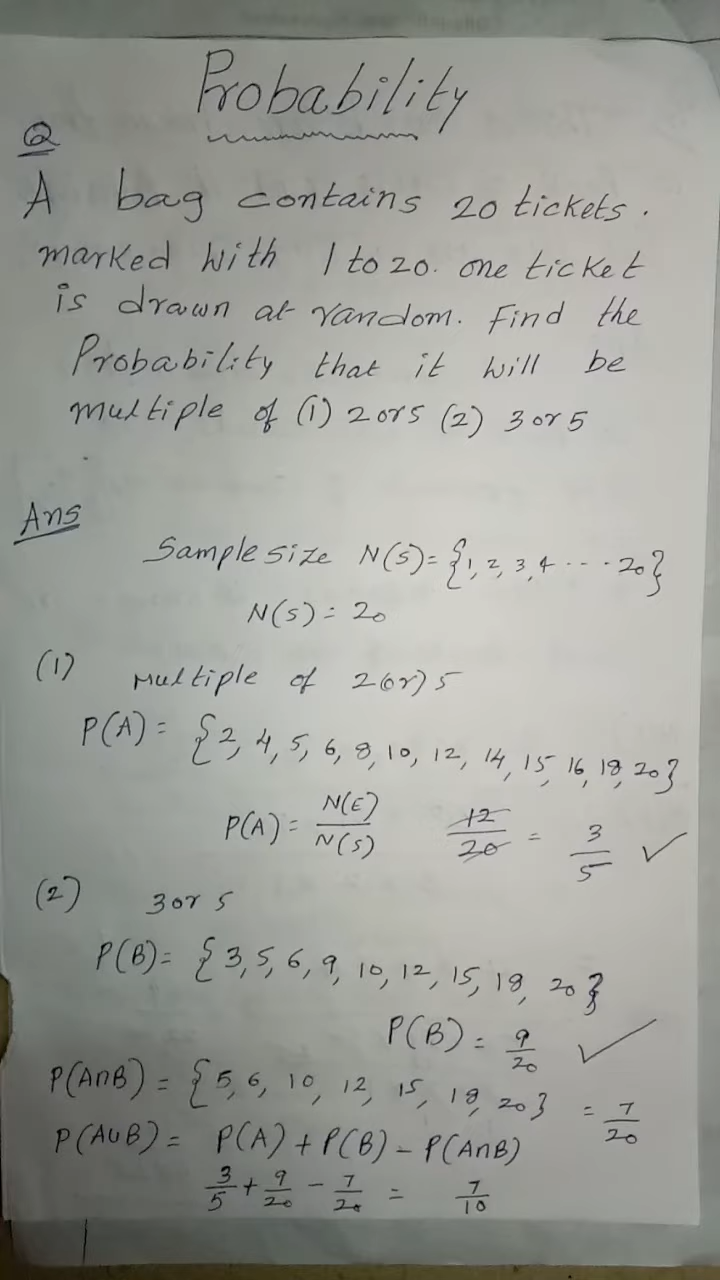 Probability
Q
A bag contains 20 tickets.
marked with 1 to 20. one ticket
is drawn at random. Find the
Probability that it will be
multiple of (1) 2 or 5 (2) 3 or 5
Ans
Sample size N(S)= {1, 2, 3, 4 ---- 20}
N(S) = 20
(1) Multiple of 2(or) 5
P(A) = {2, 4, 5, 6, 8, 10, 12, 14, 15, 16, 18, 20}
P(A) = N(E)/N(S) 12/20 = 3/5 ✓
(2) 3 or 5
P(B) = {3, 5, 6, 9, 10, 12, 15, 18, 20}
P(B) = 9/20 ✓
P(A∩B) = {5, 6, 10, 12, 15, 18, 20} = 7/20
P(A∪B) = P(A) + P(B) - P(A∩B)
3/5 + 9/20 - 7/20 = 7/10